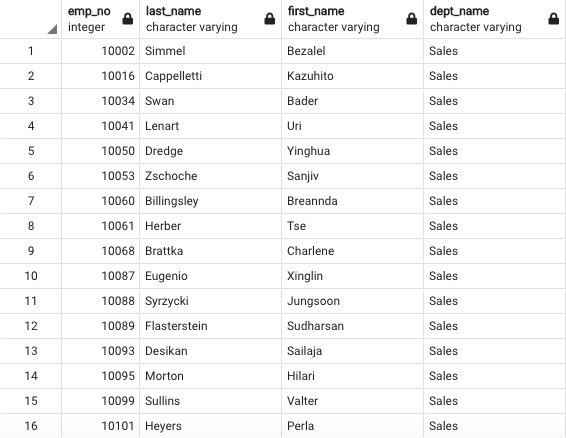 emp_no last_name first_name dept_name
integer character varying character varying character varying
1 10002 Simmel Bezalel Sales
2 10016 Cappelletti Kazuhito Sales
3 10034 Swan Bader Sales
4 10041 Lenart Uri Sales
5 10050 Dredge Yinghua Sales
6 10053 Zschoche Sanjiv Sales
7 10060 Billingsley Breannda Sales
8 10061 Herber Tse Sales
9 10068 Brattka Charlene Sales
10 10087 Eugenio Xinglin Sales
11 10088 Syrzycki Jungsoon Sales
12 10089 Flasterstein Sudharsan Sales
13 10093 Desikan Sailaja Sales
14 10095 Morton Hilari Sales
15 10099 Sullins Valter Sales
16 10101 Heyers Perla Sales